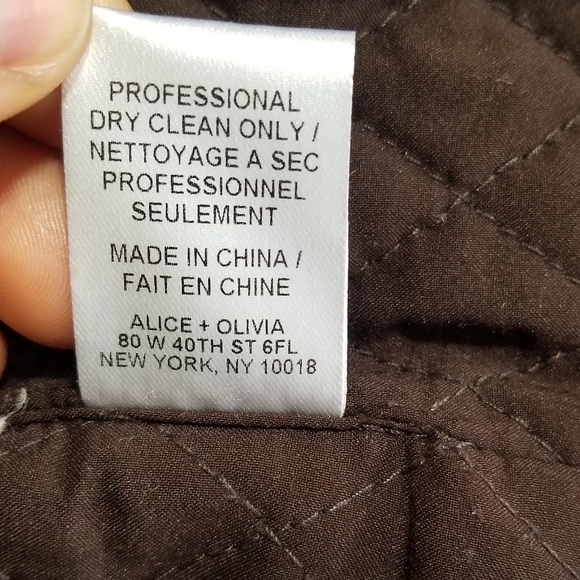 PROFESSIONAL
DRY CLEAN ONLY /
NETTOYAGE A SEC
PROFESSIONNEL
SEULEMENT
MADE IN CHINA /
FAIT EN CHINE
ALICE + OLIVIA
80 W 40TH ST 6FL
NEW YORK, NY 10018